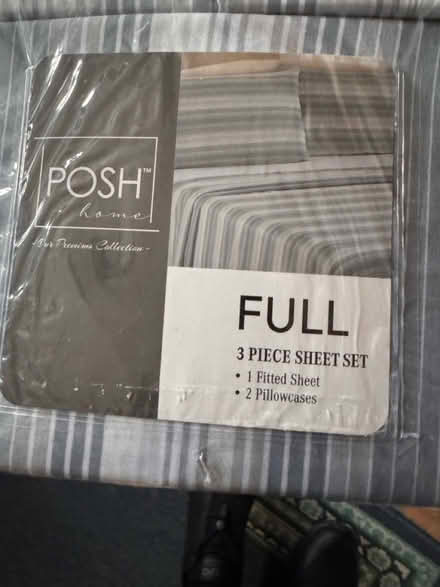 POSH™
home
- Our Premium Collection -
FULL
3 PIECE SHEET SET
• 1 Fitted Sheet
• 2 Pillowcases